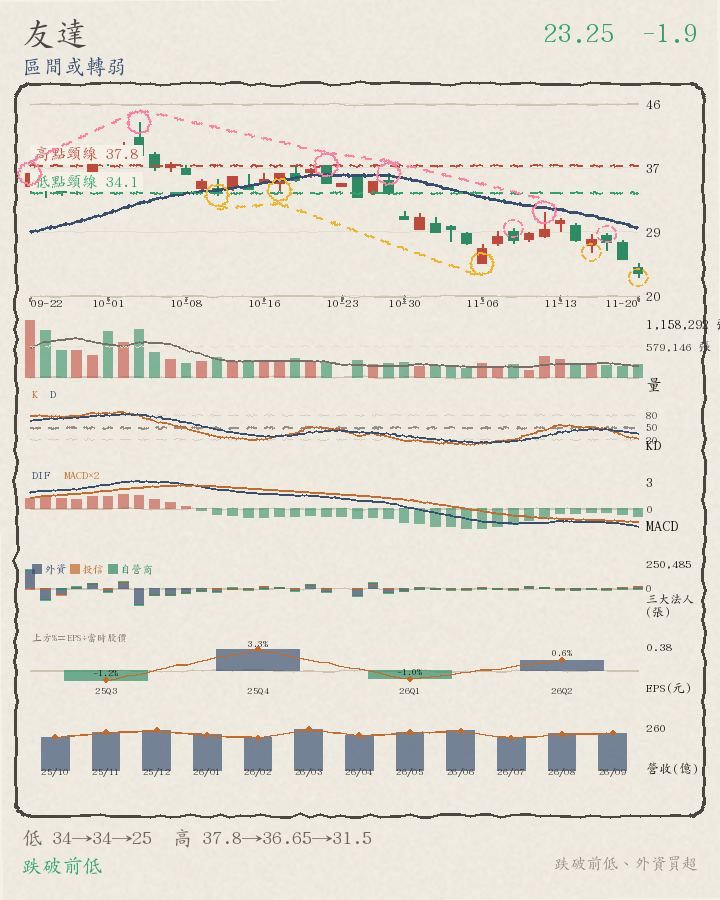 友達
23.25 -1.9
區間或轉弱
46
高點頸線 37.8
37
低點頸線 34.1
29
20
09-22 10-01 10-08 10-16 10-23 10-30 11-06 11-13 11-20
579,146 張
量
K D
80
50
20
KD
DIF MACD×2
3
0
MACD
250,485
外資 投信 自營商
0
三大法人
(張)
上方%=EPS÷當時股價
3.3%
0.38
0.6%
-1.2%
-1.0%
25Q3 25Q4 26Q1 26Q2
EPS(元)
260
營收(億)
25/10 25/11 25/12 26/01 26/02 26/03 26/04 26/05 26/06 26/07 26/08 26/09
低 34→34→25 高 37.8→36.65→31.5
跌破前低
跌破前低、外資買超